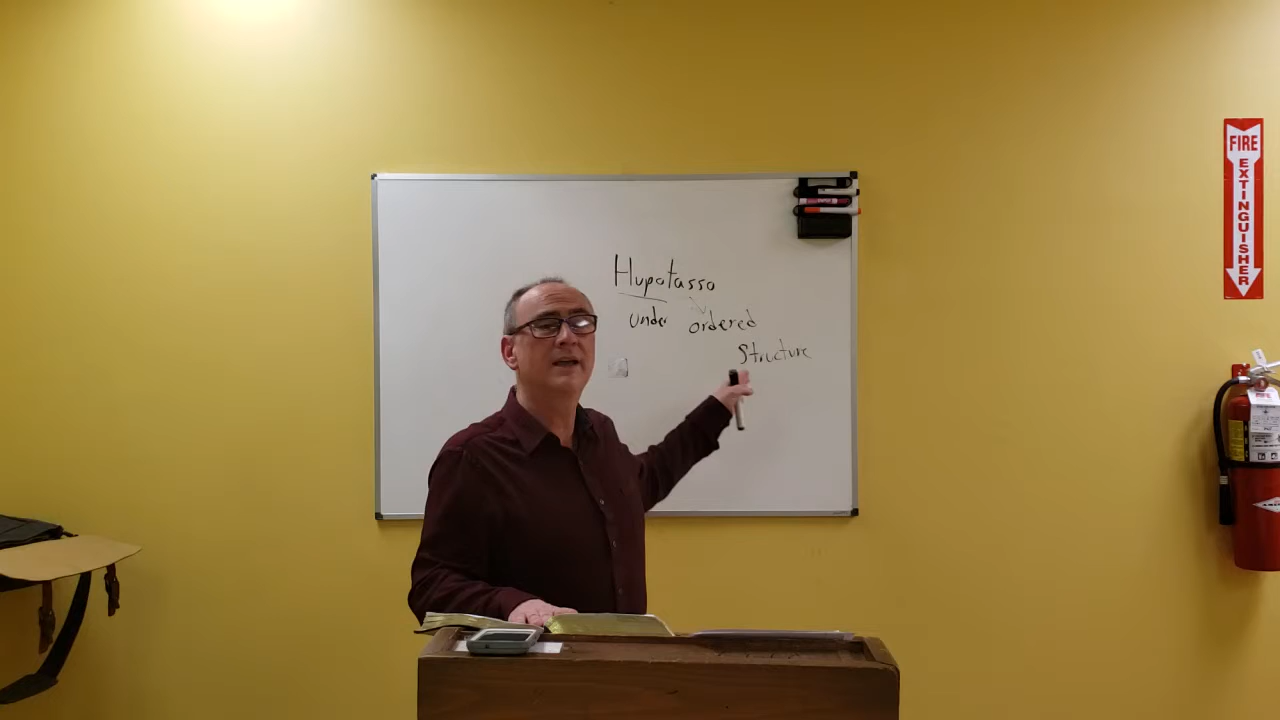 Hupotasso
under ordered
Structure
FIRE
EXTINGUISHER